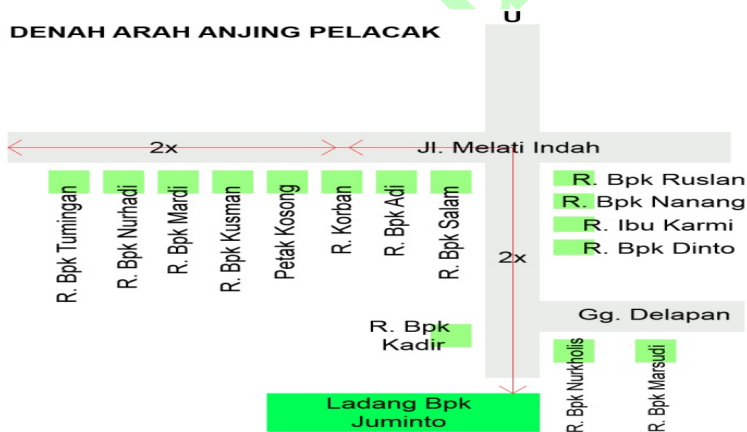 U
DENAH ARAH ANJING PELACAK
2x
Jl. Melati Indah
R. Bpk Tumingan
R. Bpk Nurhadi
R. Bpk Mardi
R. Bpk Kusman
Petak Kosong
R. Korban
R. Bpk Adi
R. Bpk Salam
R. Bpk Ruslan
R. Bpk Nanang
R. Ibu Karmi
R. Bpk Dinto
2x
Gg. Delapan
R. Bpk
Kadir
R. Bpk Nurkholis
R. Bpk Marsudi
Ladang Bpk
Juminto